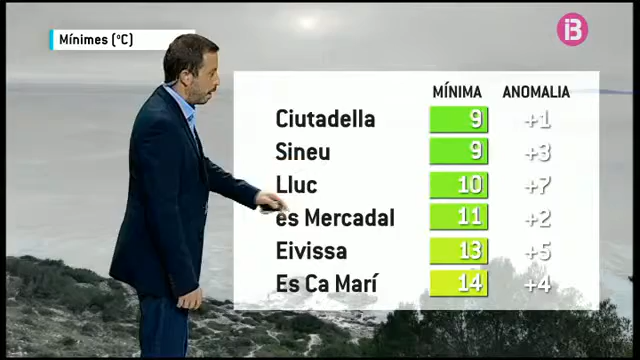 Mínimes (ºC)
iB
MÍNIMA ANOMALIA
Ciutadella 9 +1
Sineu 9 +3
Lluc 10 +7
es Mercadal 11 +2
Eivissa 13 +5
Es Ca Marí 14 +4